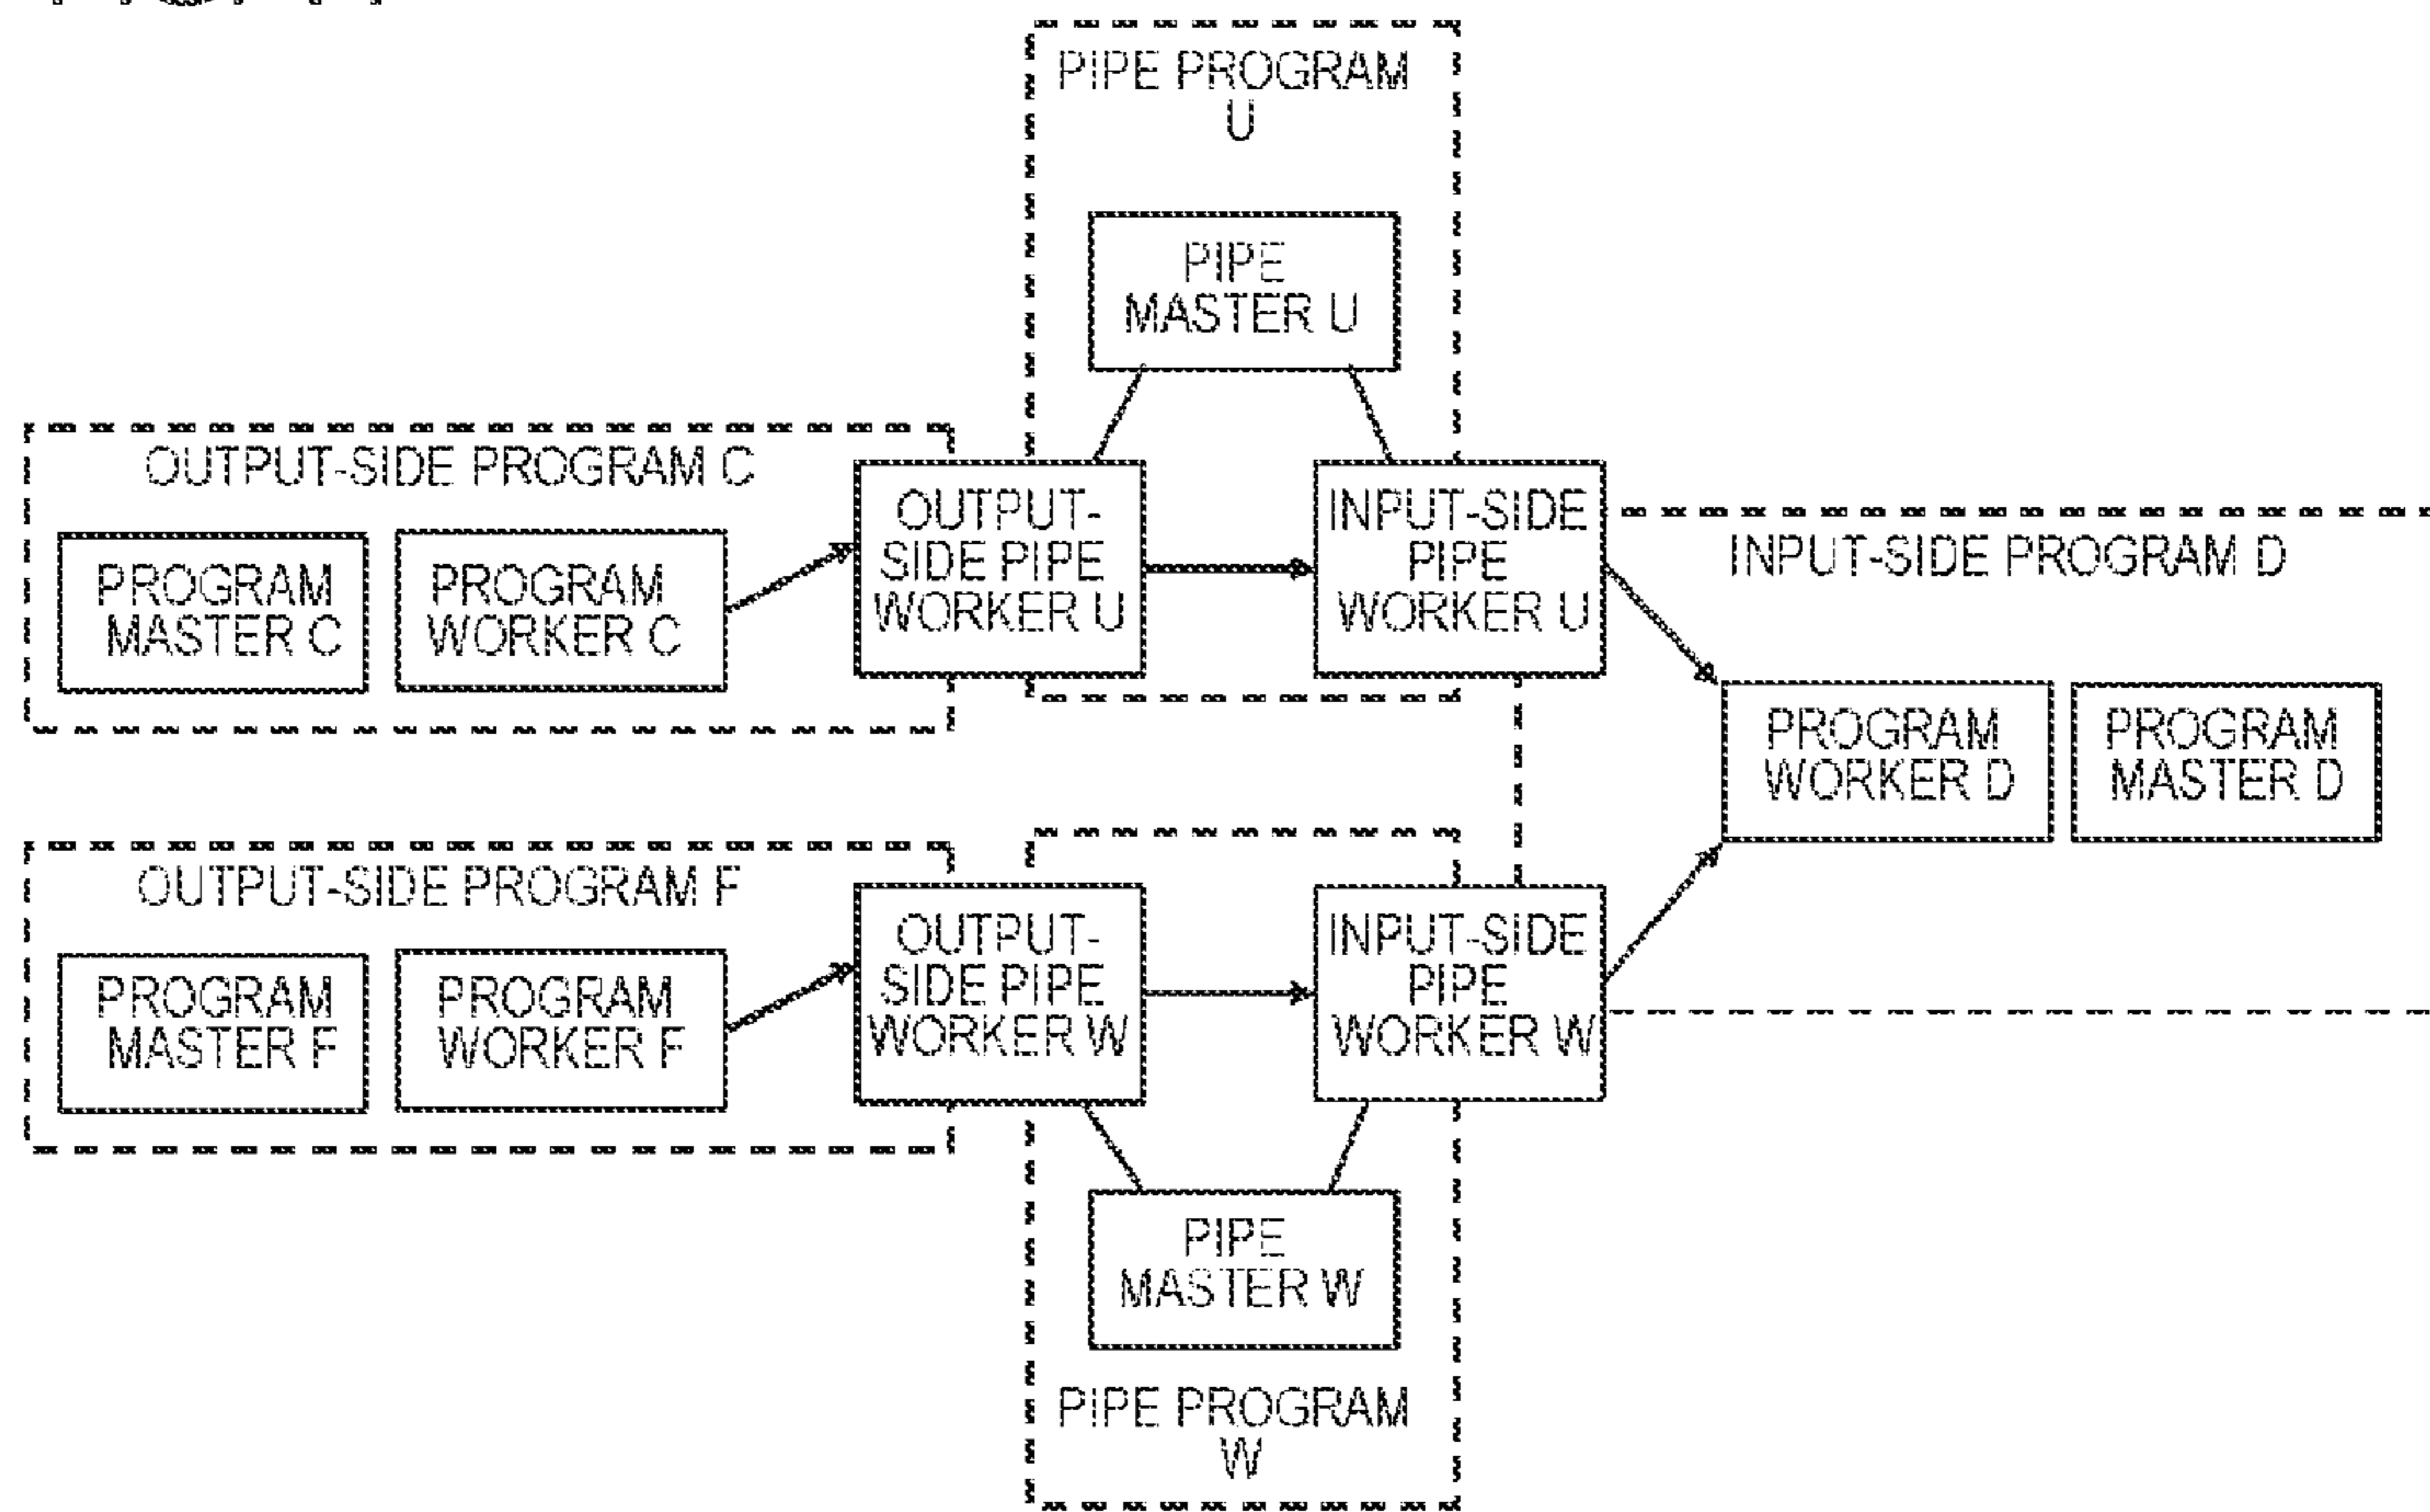 PIPE PROGRAM
U
PIPE
MASTER U
OUTPUT-SIDE PROGRAM C
PROGRAM
MASTER C
PROGRAM
WORKER C
OUTPUT-
SIDE PIPE
WORKER U
INPUT-SIDE
PIPE
WORKER U
INPUT-SIDE PROGRAM D
PROGRAM
WORKER D
PROGRAM
MASTER D
OUTPUT-SIDE PROGRAM F
PROGRAM
MASTER F
PROGRAM
WORKER F
OUTPUT-
SIDE PIPE
WORKER W
INPUT-SIDE
PIPE
WORKER W
PIPE
MASTER W
PIPE PROGRAM
W